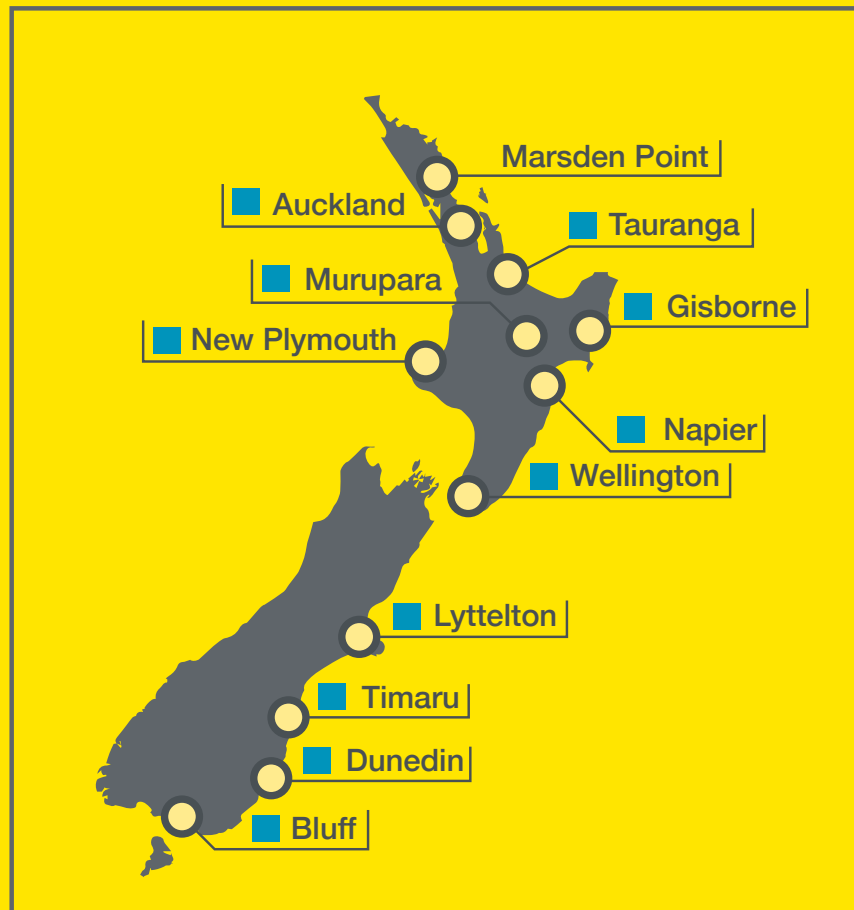 Marsden Point
Auckland
Tauranga
Murupara
Gisborne
New Plymouth
Napier
Wellington
Lyttelton
Timaru
Dunedin
Bluff